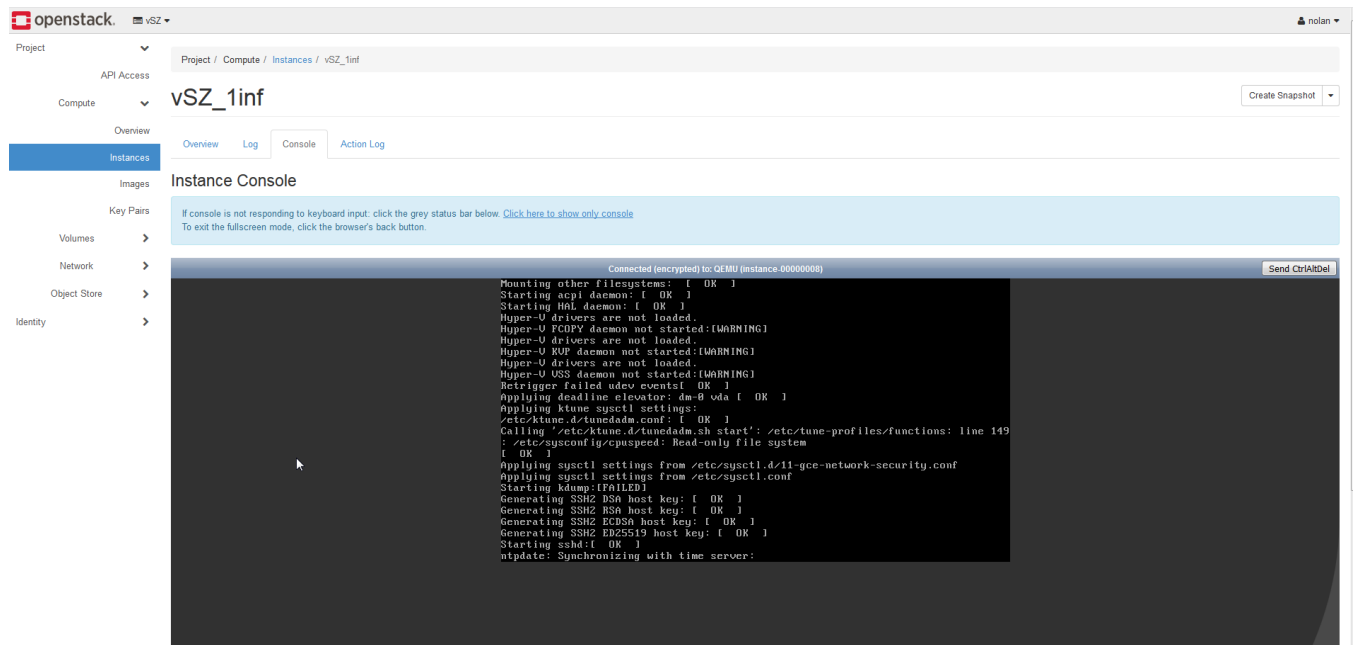 openstack. vSZ
nolan
Project
API Access
Compute
Overview
Instances
Images
Key Pairs
Volumes
Network
Object Store
Identity
Project / Compute / Instances / vSZ_1inf
vSZ_1inf
Create Snapshot
Overview Log Console Action Log
Instance Console
If console is not responding to keyboard input: click the grey status bar below. Click here to show only console
To exit the fullscreen mode, click the browser's back button.
Connected (encrypted) to: QEMU (instance-00000008)
Send CtrlAltDel
Mounting other filesystems: [ OK ]
Starting acpi daemon: [ OK ]
Starting HAL daemon: [ OK ]
Hyper-V drivers are not loaded.
Hyper-V FCOPY daemon not started:[WARNING]
Hyper-V drivers are not loaded.
Hyper-V KVP daemon not started:[WARNING]
Hyper-V drivers are not loaded.
Hyper-V VSS daemon not started:[WARNING]
Retrigger failed udev events[ OK ]
Applying deadline elevator: dm-0 vda [ OK ]
Applying ktune sysctl settings:
/etc/ktune.d/tunedadm.conf: [ OK ]
Calling '/etc/ktune.d/tunedadm.sh start': /etc/tune-profiles/functions: line 149
: /etc/sysconfig/cpuspeed: Read-only file system
[ OK ]
Applying sysctl settings from /etc/sysctl.d/11-gce-network-security.conf
Applying sysctl settings from /etc/sysctl.conf
Starting kdump:[FAILED]
Generating SSH2 DSA host key: [ OK ]
Generating SSH2 RSA host key: [ OK ]
Generating SSH2 ECDSA host key: [ OK ]
Generating SSH2 ED25519 host key: [ OK ]
Starting sshd:[ OK ]
ntpdate: Synchronizing with time server: